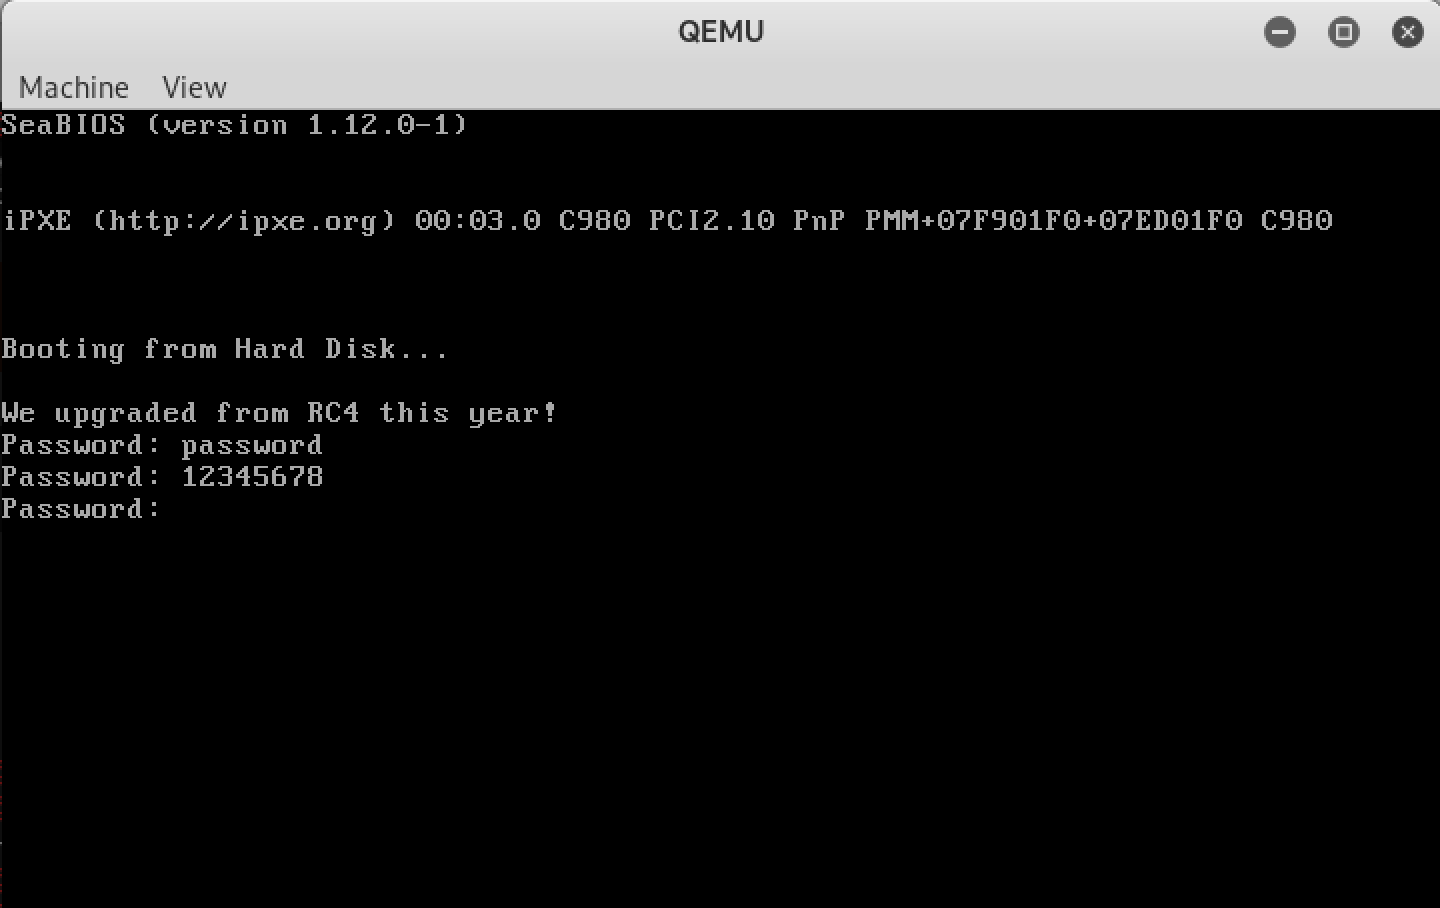 QEMU
Machine View
SeaBIOS (version 1.12.0-1)
iPXE (http://ipxe.org) 00:03.0 C980 PCI2.10 PnP PMM+07F901F0+07ED01F0 C980
Booting from Hard Disk...
We upgraded from RC4 this year!
Password: password
Password: 12345678
Password: